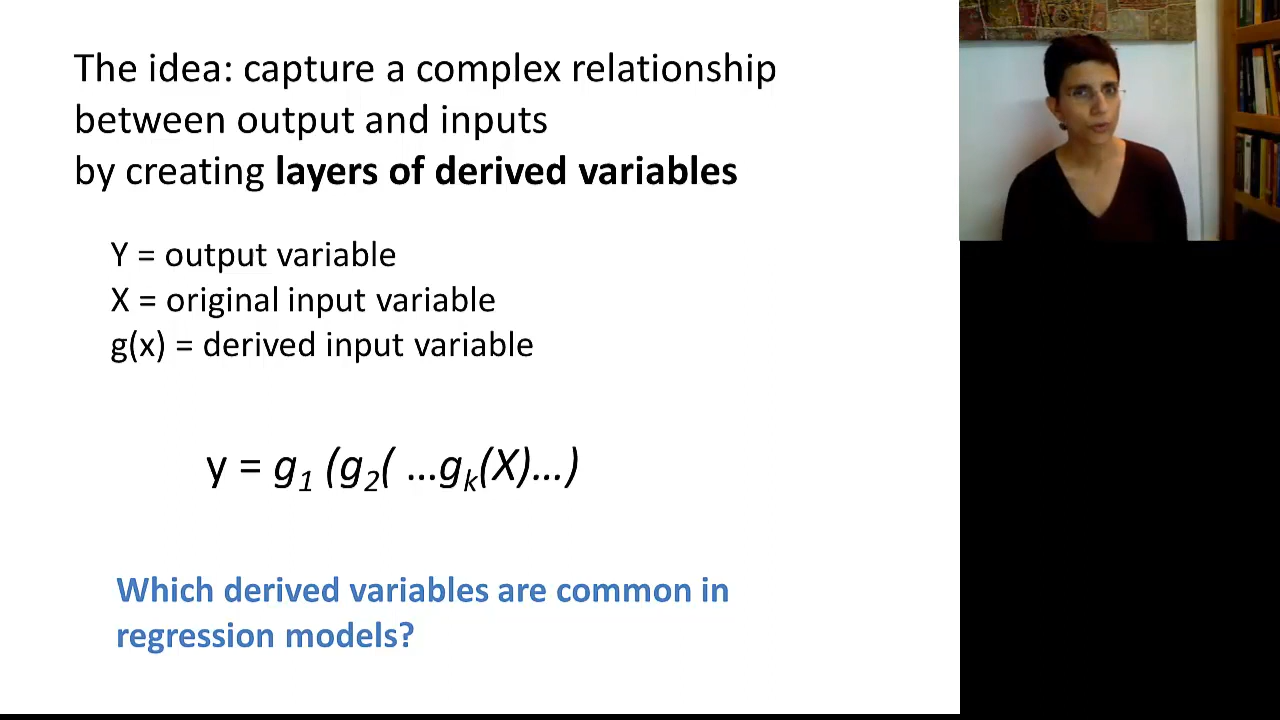 The idea: capture a complex relationship
between output and inputs
by creating layers of derived variables
Y = output variable
X = original input variable
g(x) = derived input variable
y = g1 (g2( …gk(X)…)
Which derived variables are common in
regression models?